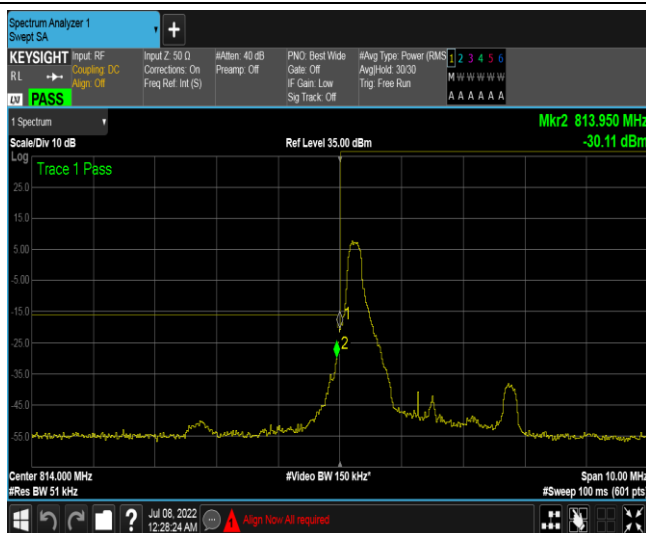 Spectrum Analyzer 1
Swept SA
+
KEYSIGHT
RL
LXI PASS
Input: RF
Coupling: DC
Align: Off
Input Z: 50 Ω
Corrections: On
Freq Ref: Int (S)
#Atten: 40 dB
Preamp: Off
PNO: Best Wide
Gate: Off
IF Gain: Low
Sig Track: Off
#Avg Type: Power (RMS
Avg|Hold: 30/30
Trig: Free Run
1 2 3 4 5 6
M W W W W W
A A A A A A
1 Spectrum
Mkr2 813.950 MHz
Scale/Div 10 dB
Ref Level 35.00 dBm
-30.11 dBm
Log
Trace 1 Pass
25.0
15.0
5.00
-5.00
-15.0
-25.0
-35.0
-45.0
-55.0
1
2
Center 814.000 MHz
#Video BW 150 kHz*
Span 10.00 MHz
#Res BW 51 kHz
#Sweep 100 ms (601 pts)
?
Jul 08, 2022
12:28:24 AM
Align Now All required